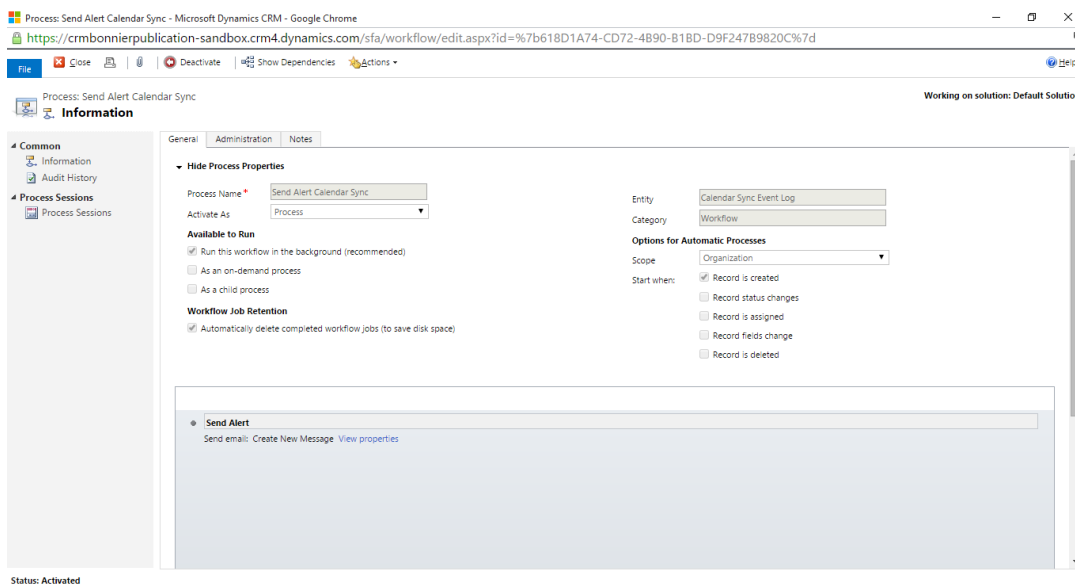 Process: Send Alert Calendar Sync - Microsoft Dynamics CRM - Google Chrome
https://crmbonnierpublication-sandbox.crm4.dynamics.com/sfa/workflow/edit.aspx?id=%7b618D1A74-CD72-4B90-B1BD-D9F247B9820C%7d
File Close Deactivate Show Dependencies Actions Help
Process: Send Alert Calendar Sync
Information
Working on solution: Default Solutio
Common
Information
Audit History
Process Sessions
Process Sessions
General Administration Notes
Hide Process Properties
Process Name * Send Alert Calendar Sync
Activate As Process
Available to Run
Run this workflow in the background (recommended)
As an on-demand process
As a child process
Workflow Job Retention
Automatically delete completed workflow jobs (to save disk space)
Entity Calendar Sync Event Log
Category Workflow
Options for Automatic Processes
Scope Organization
Start when: Record is created
Record status changes
Record is assigned
Record fields change
Record is deleted
Send Alert
Send email: Create New Message View properties
Status: Activated